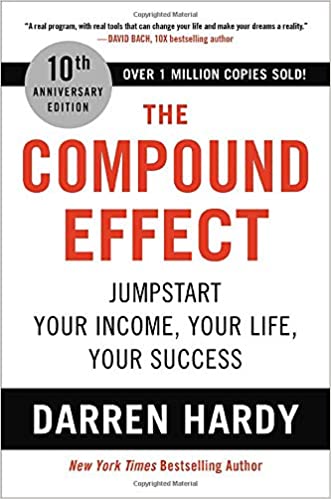 "A real program, with real tools that can change your life and make your dreams a reality."
—DAVID BACH, 10X bestselling author
10th
ANNIVERSARY
EDITION
OVER 1 MILLION COPIES SOLD!
THE
COMPOUND
EFFECT
JUMPSTART
YOUR INCOME, YOUR LIFE,
YOUR SUCCESS
DARREN HARDY
New York Times Bestselling Author